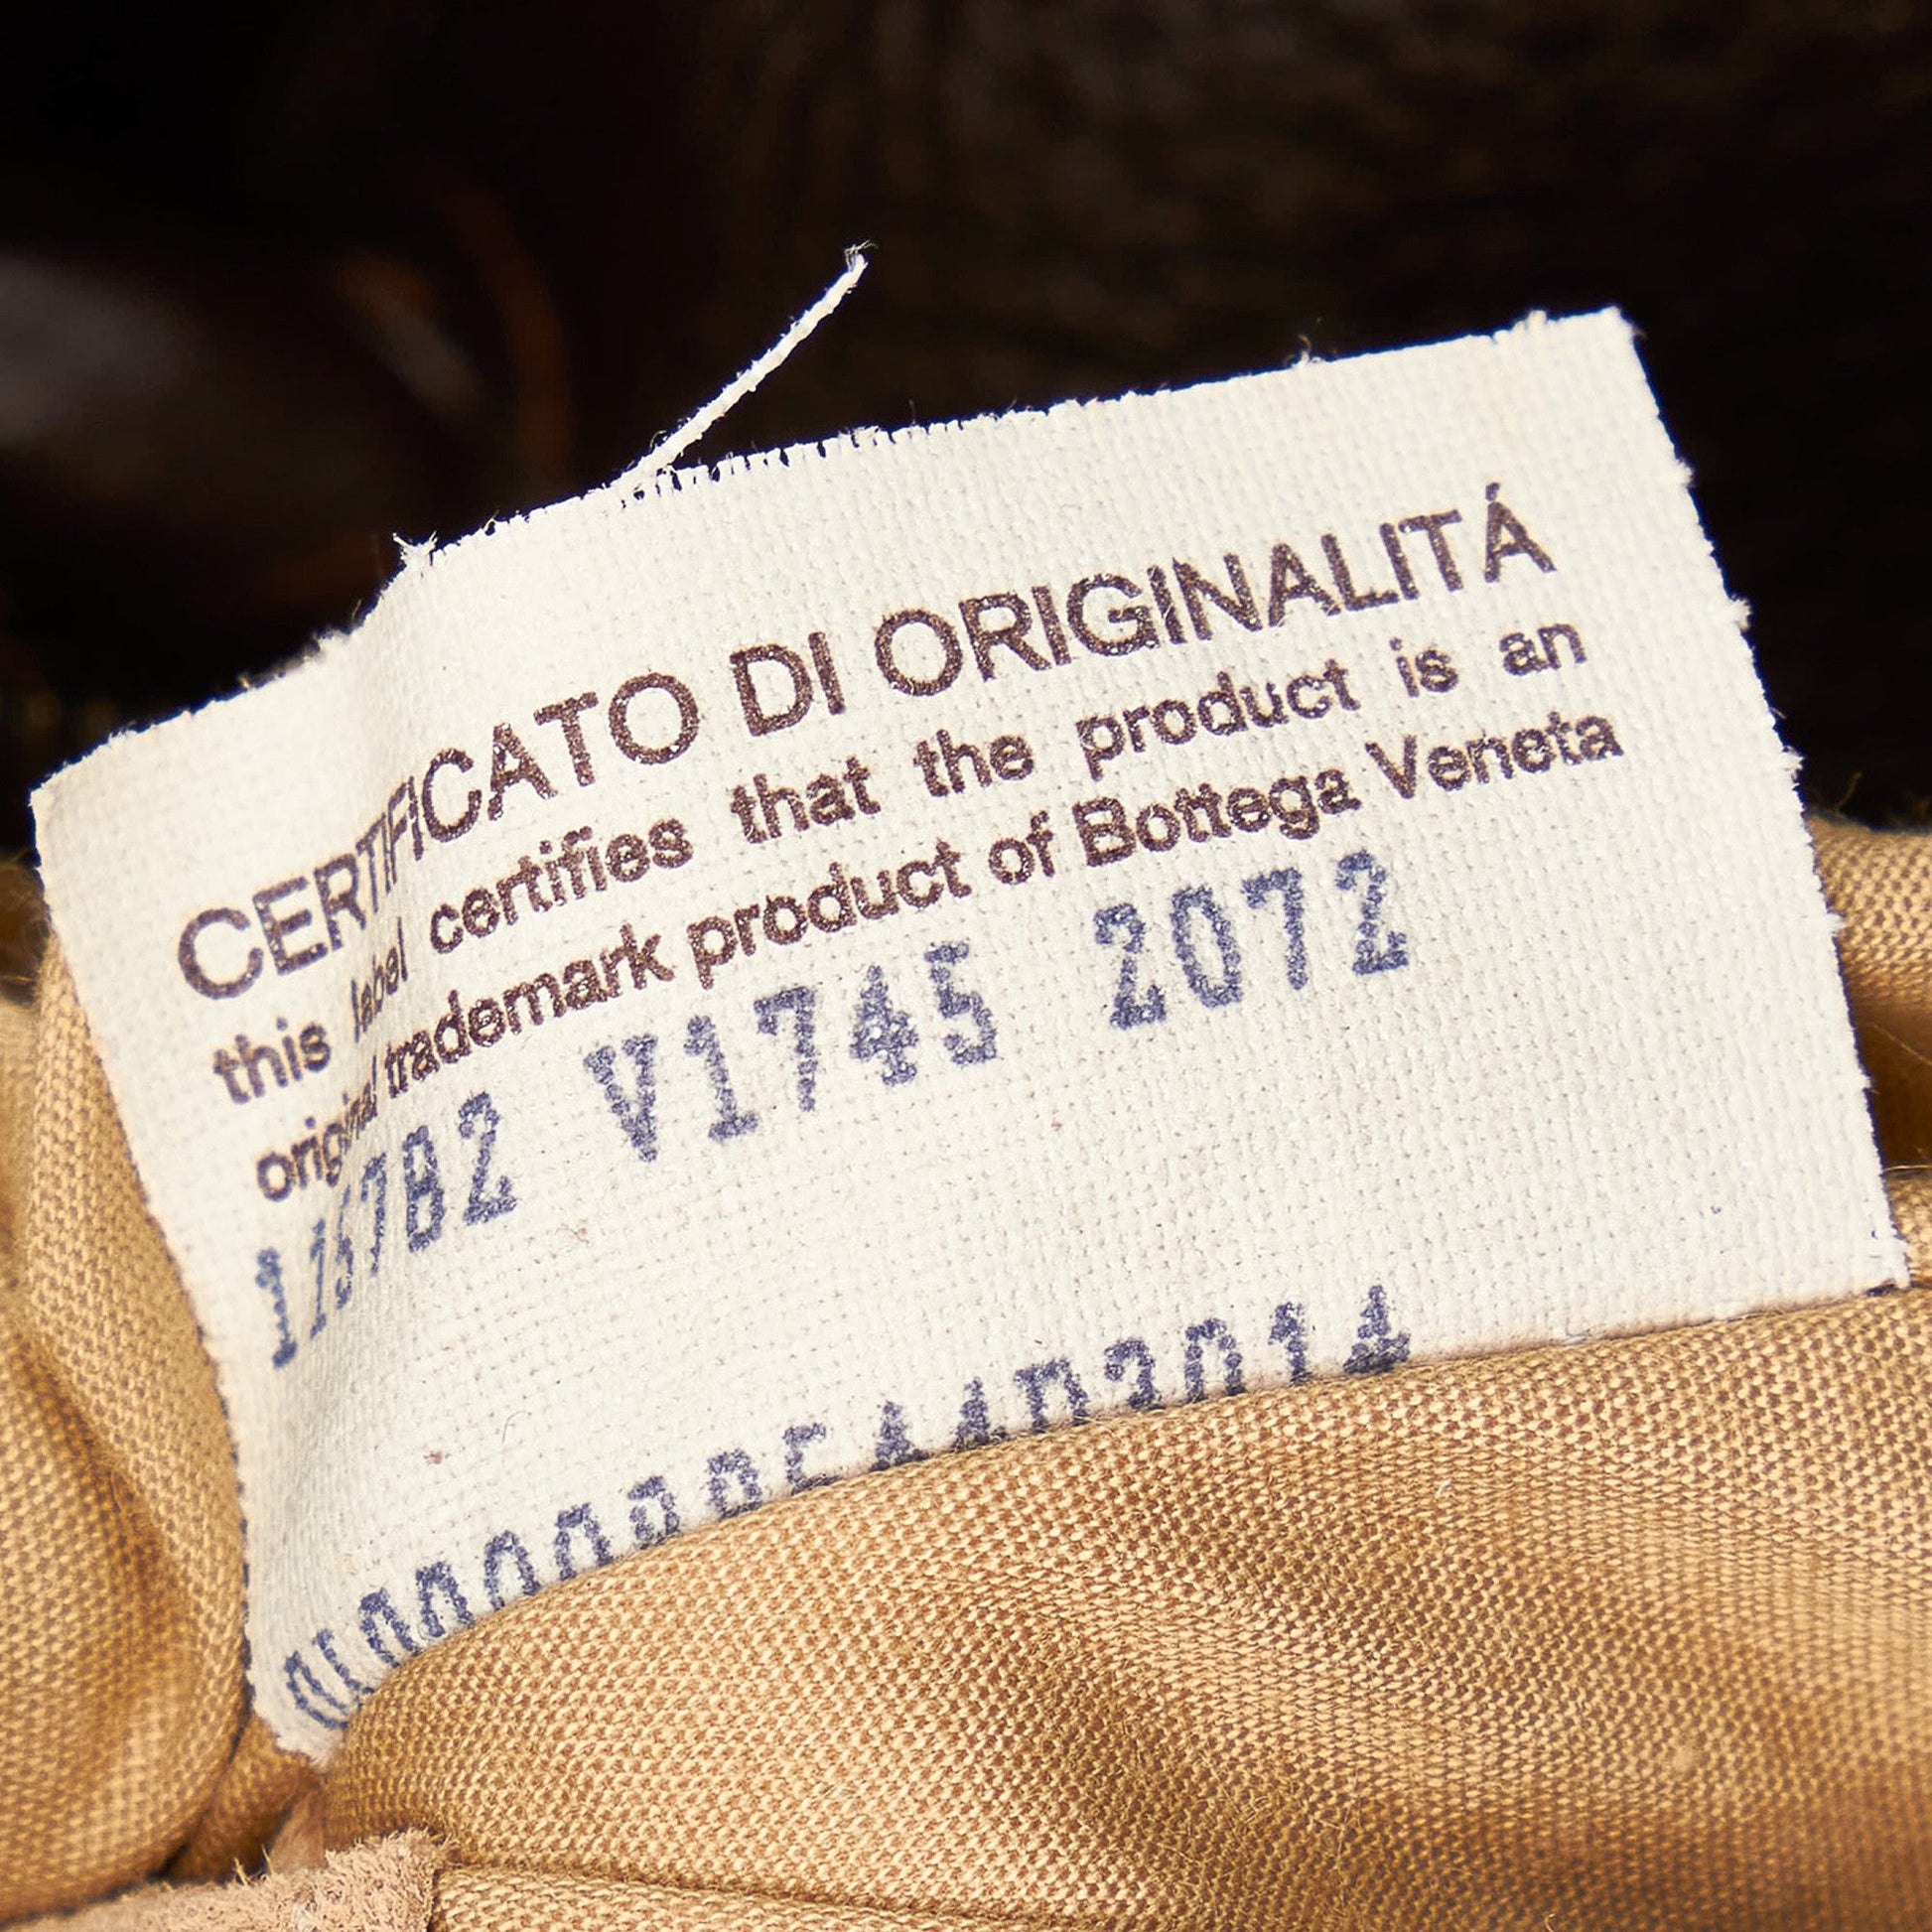 CERTIFICATO DI ORIGINALITÁ
this label certifies that the product is an
original trademark product of Bottega Veneta
V1745 2072